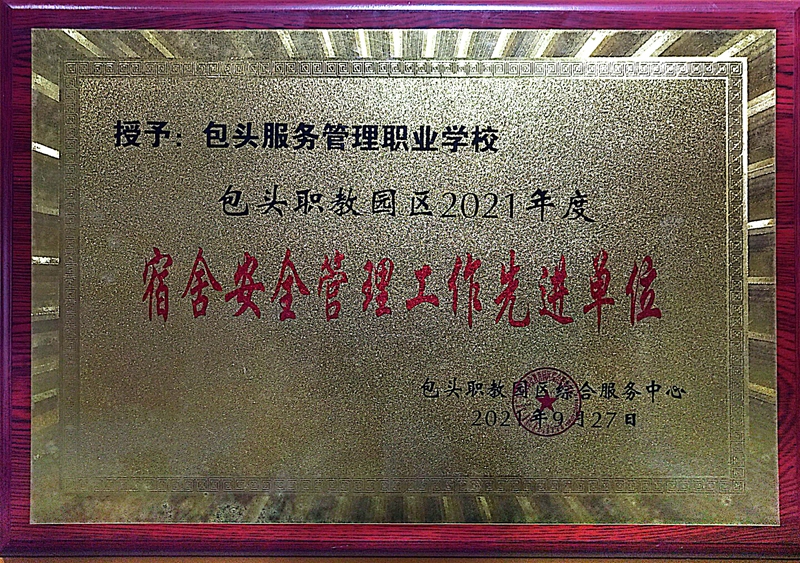 授予：包头服务管理职业学校
包头职教园区2021年度
宿舍安全管理工作先进单位
包头职教园区综合服务中心
2021年9月27日